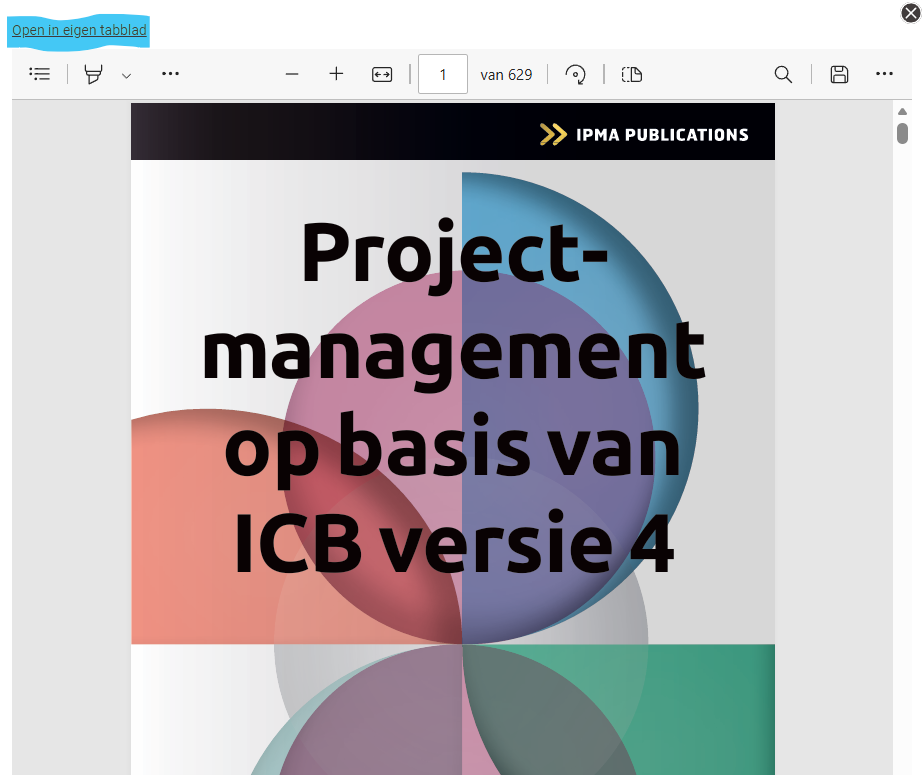 Open in eigen tabblad
1 van 629
IPMA PUBLICATIONS
Project-
management
op basis van
ICB versie 4